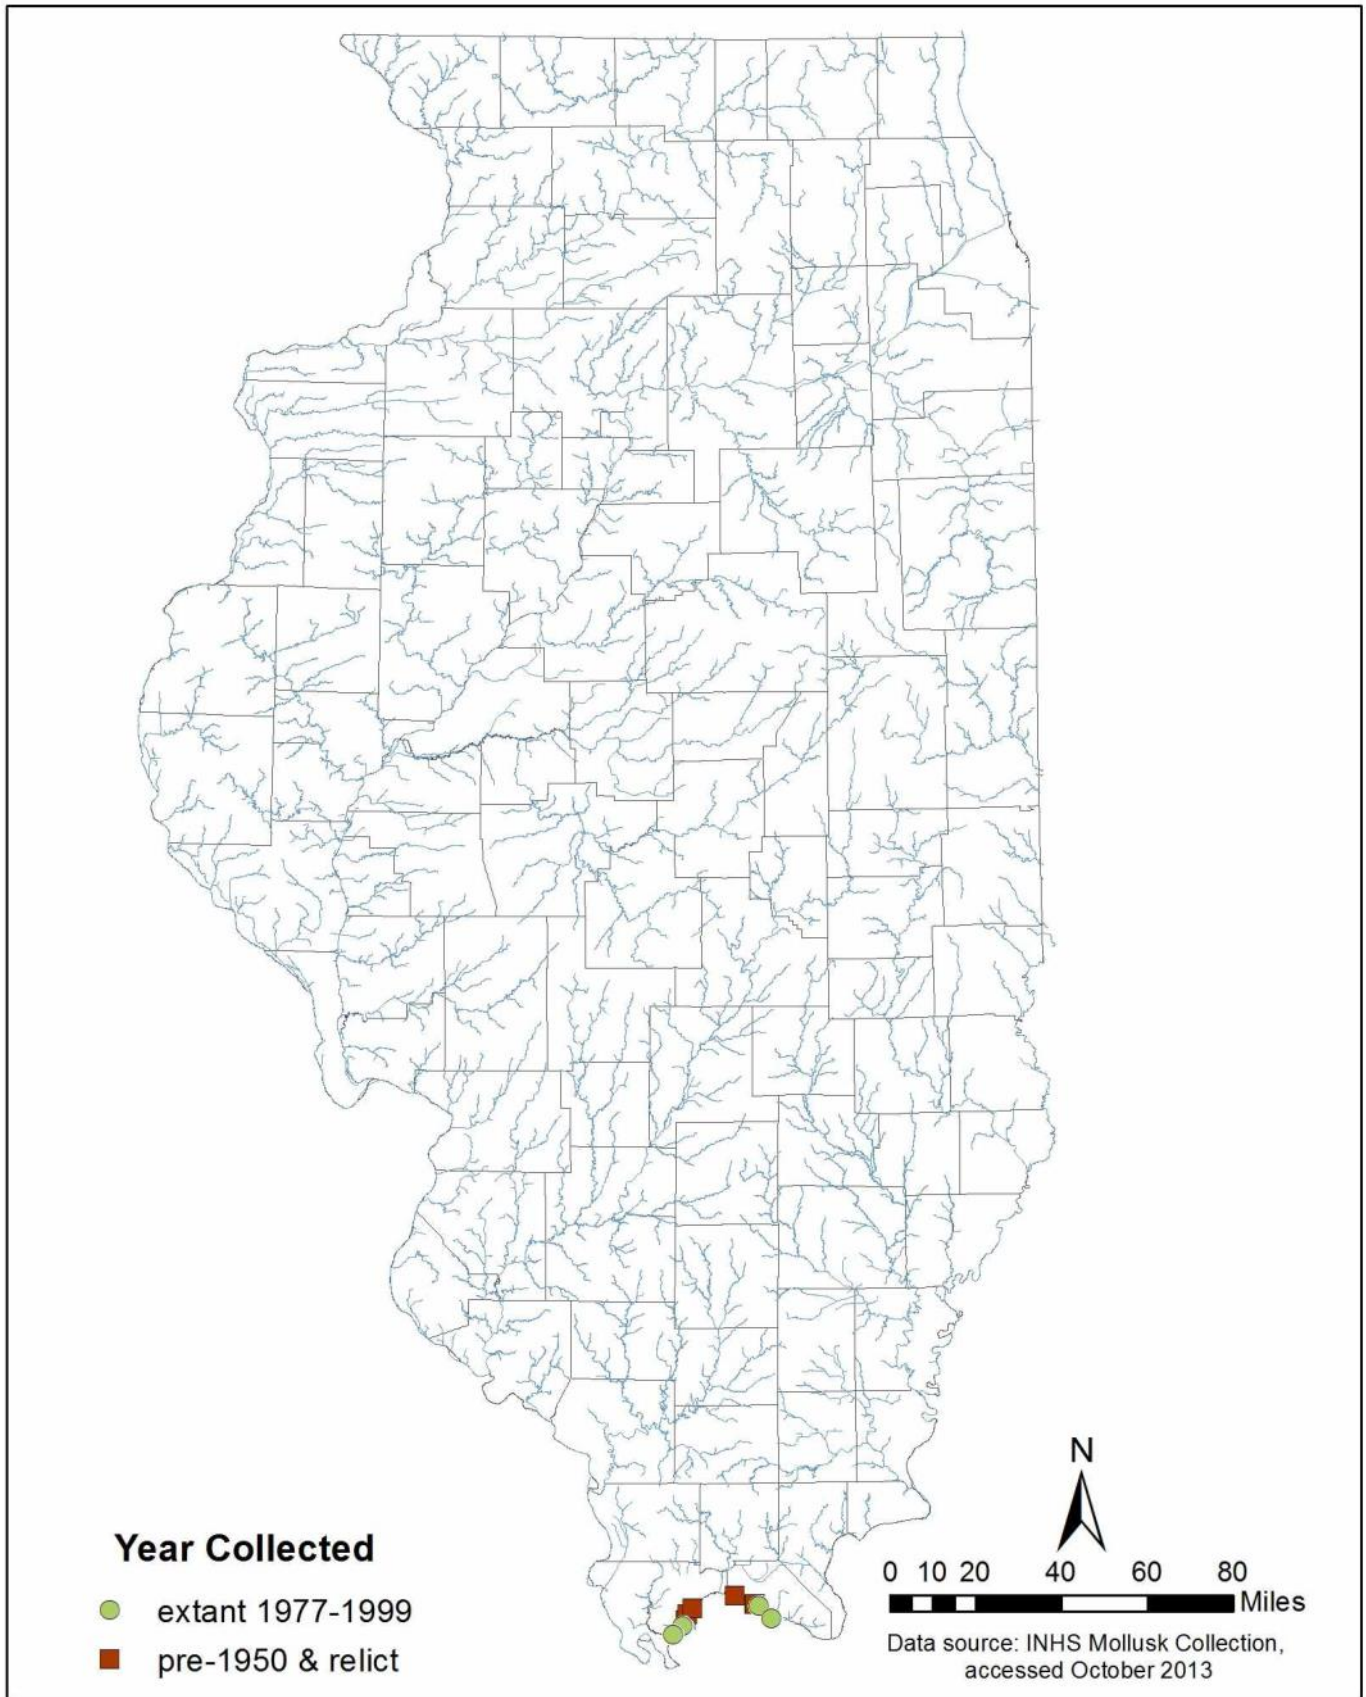 N
0 10 20 40 60 80
Miles
Data source: INHS Mollusk Collection,
accessed October 2013
Year Collected
extant 1977-1999
pre-1950 & relict